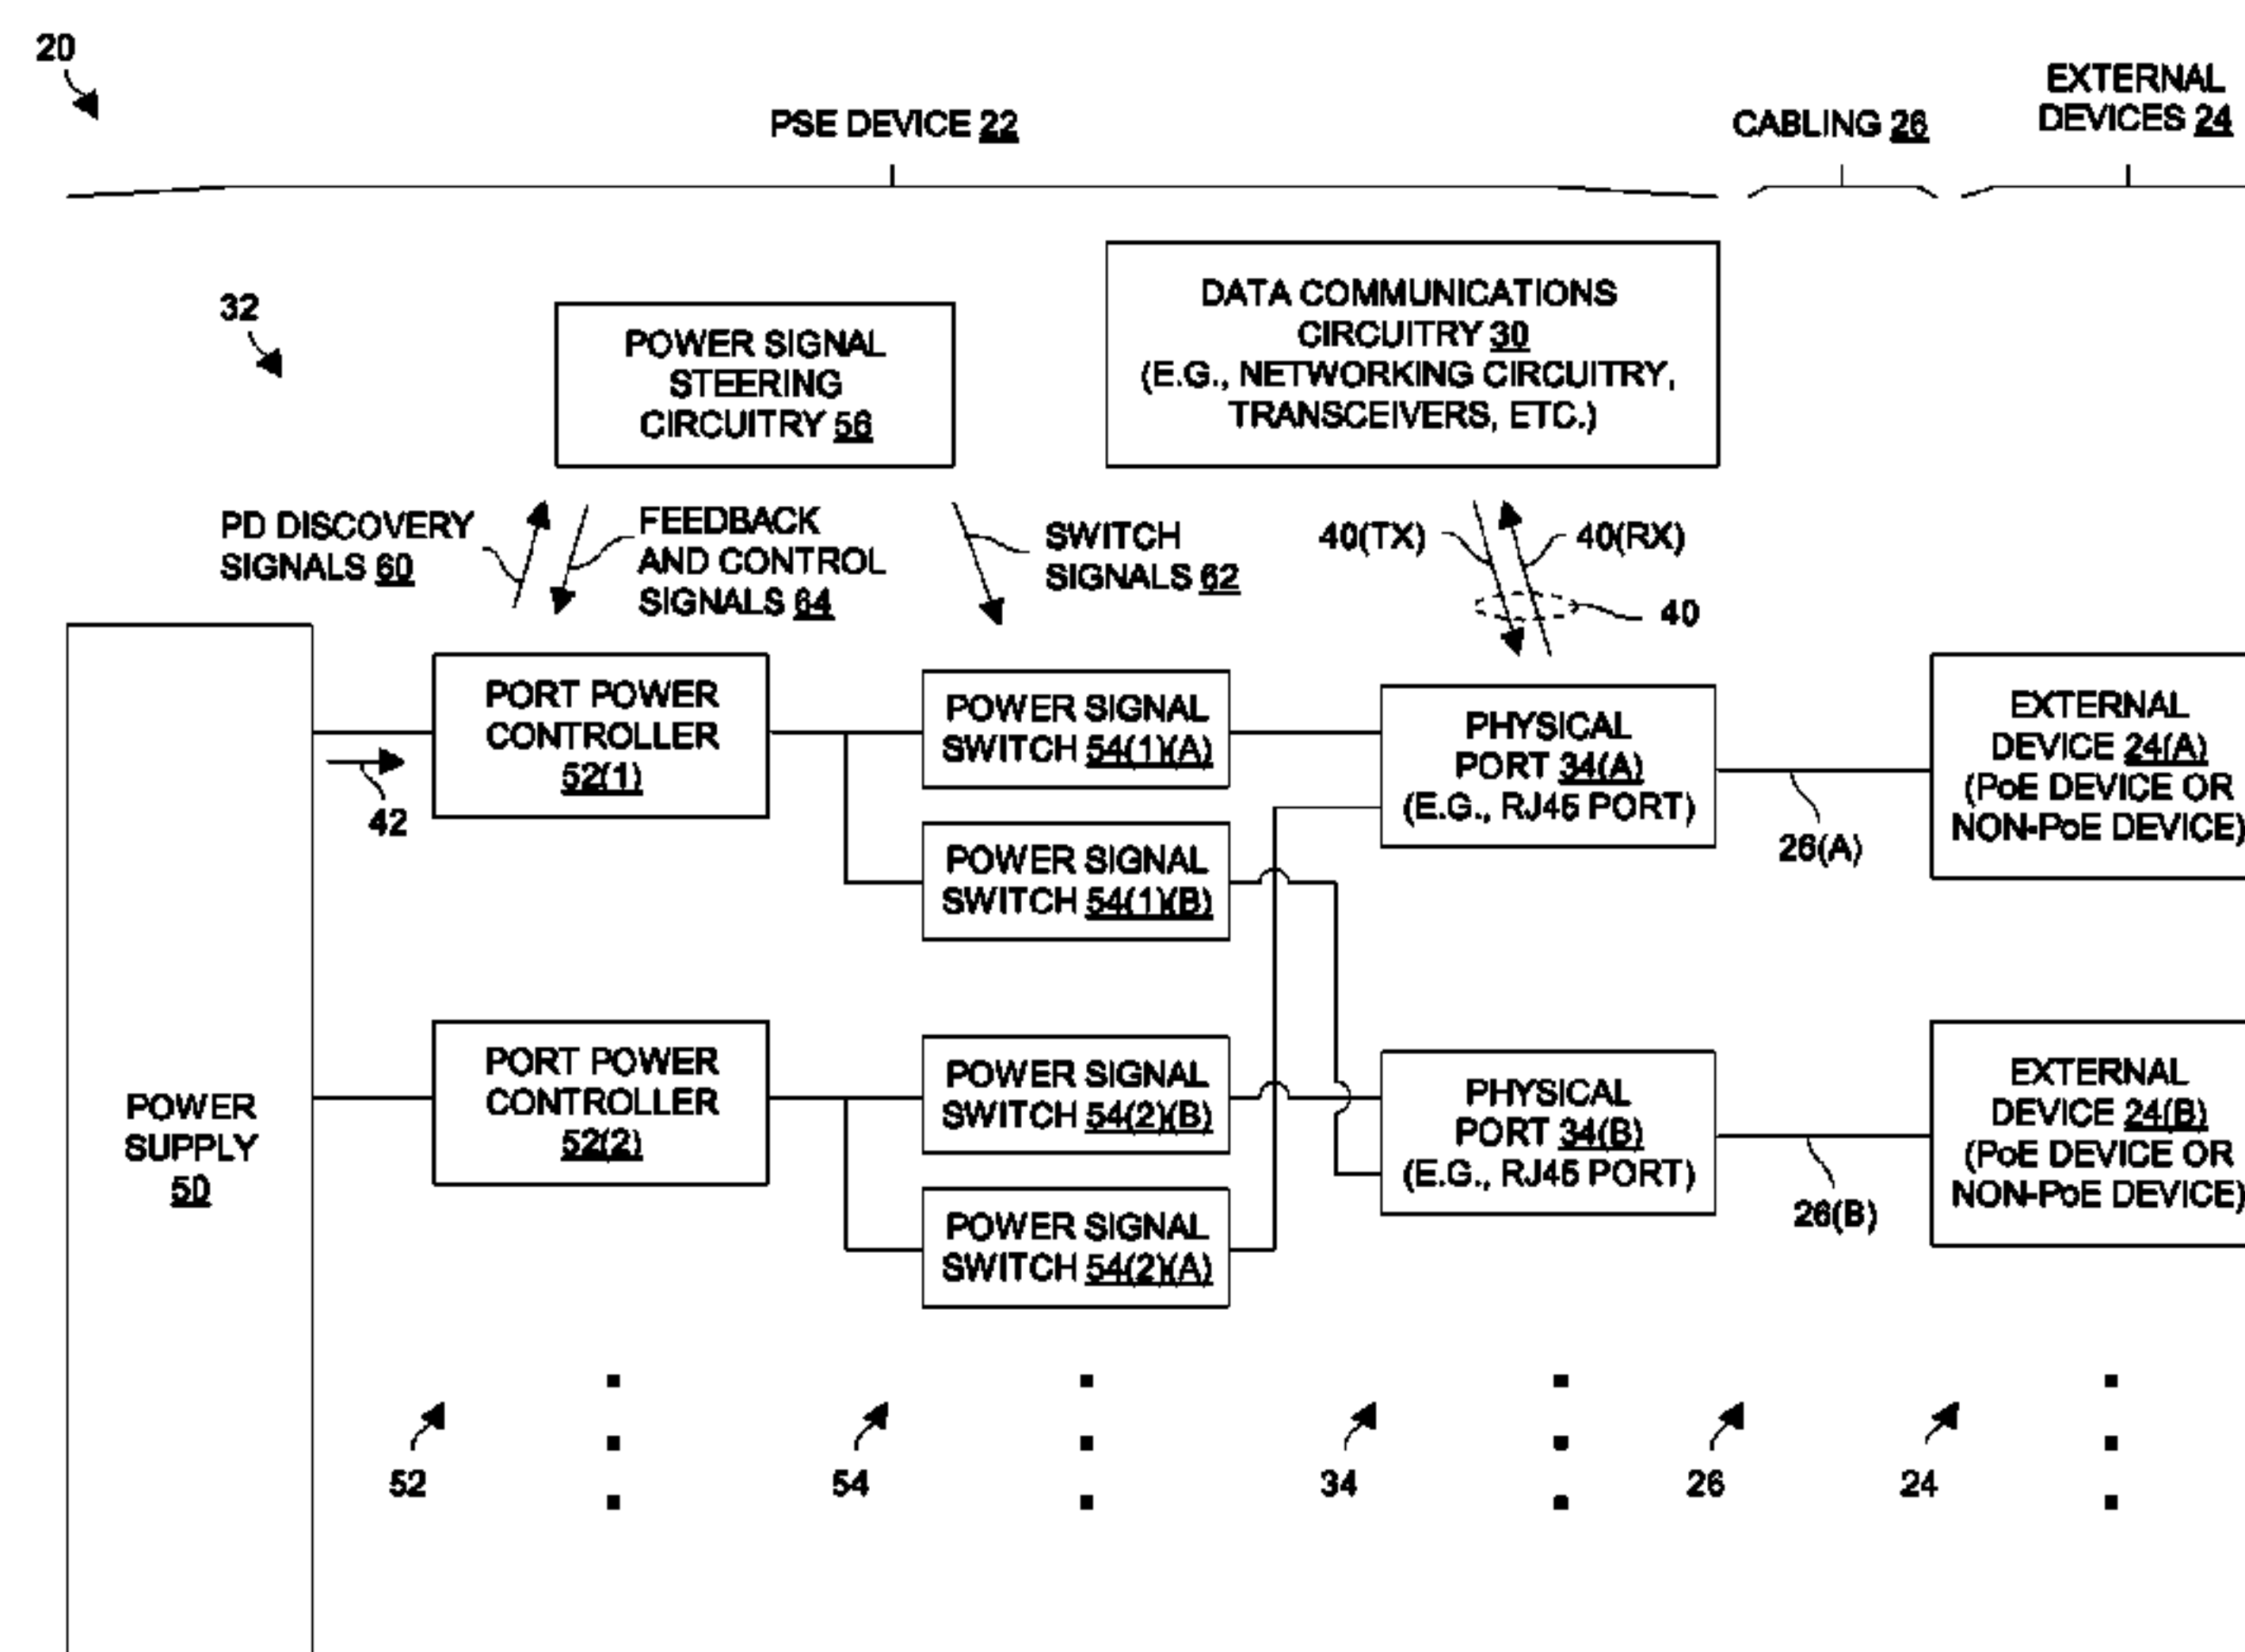 20
PSE DEVICE 22
CABLING 26
EXTERNAL
DEVICES 24
32
POWER SIGNAL
STEERING
CIRCUITRY 56
DATA COMMUNICATIONS
CIRCUITRY 30
(E.G., NETWORKING CIRCUITRY,
TRANSCEIVERS, ETC.)
PD DISCOVERY
SIGNALS 60
FEEDBACK
AND CONTROL
SIGNALS 64
SWITCH
SIGNALS 62
40(TX)
40(RX)
40
POWER
SUPPLY
50
42
PORT POWER
CONTROLLER
52(1)
POWER SIGNAL
SWITCH 54(1)(A)
POWER SIGNAL
SWITCH 54(1)(B)
PHYSICAL
PORT 34(A)
(E.G., RJ45 PORT)
26(A)
EXTERNAL
DEVICE 24(A)
(PoE DEVICE OR
NON-PoE DEVICE)
PORT POWER
CONTROLLER
52(2)
POWER SIGNAL
SWITCH 54(2)(B)
POWER SIGNAL
SWITCH 54(2)(A)
PHYSICAL
PORT 34(B)
(E.G., RJ45 PORT)
26(B)
EXTERNAL
DEVICE 24(B)
(PoE DEVICE OR
NON-PoE DEVICE)
52
54
34
26
24